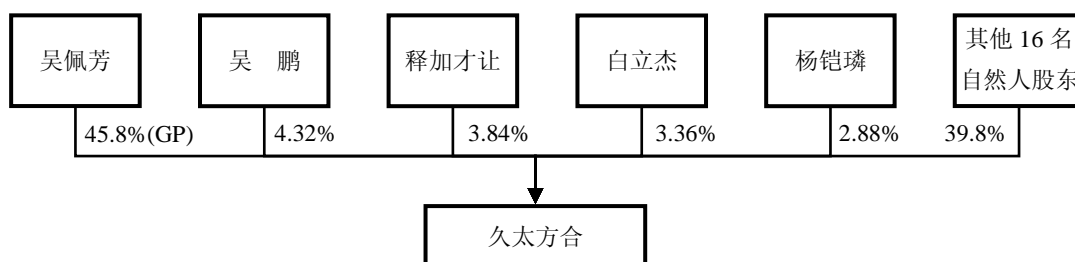 吴佩芳
吴 鹏
释加才让
白立杰
杨铠璘
其他 16 名
自然人股东
45.8%(GP)
4.32%
3.84%
3.36%
2.88%
39.8%
久太方合